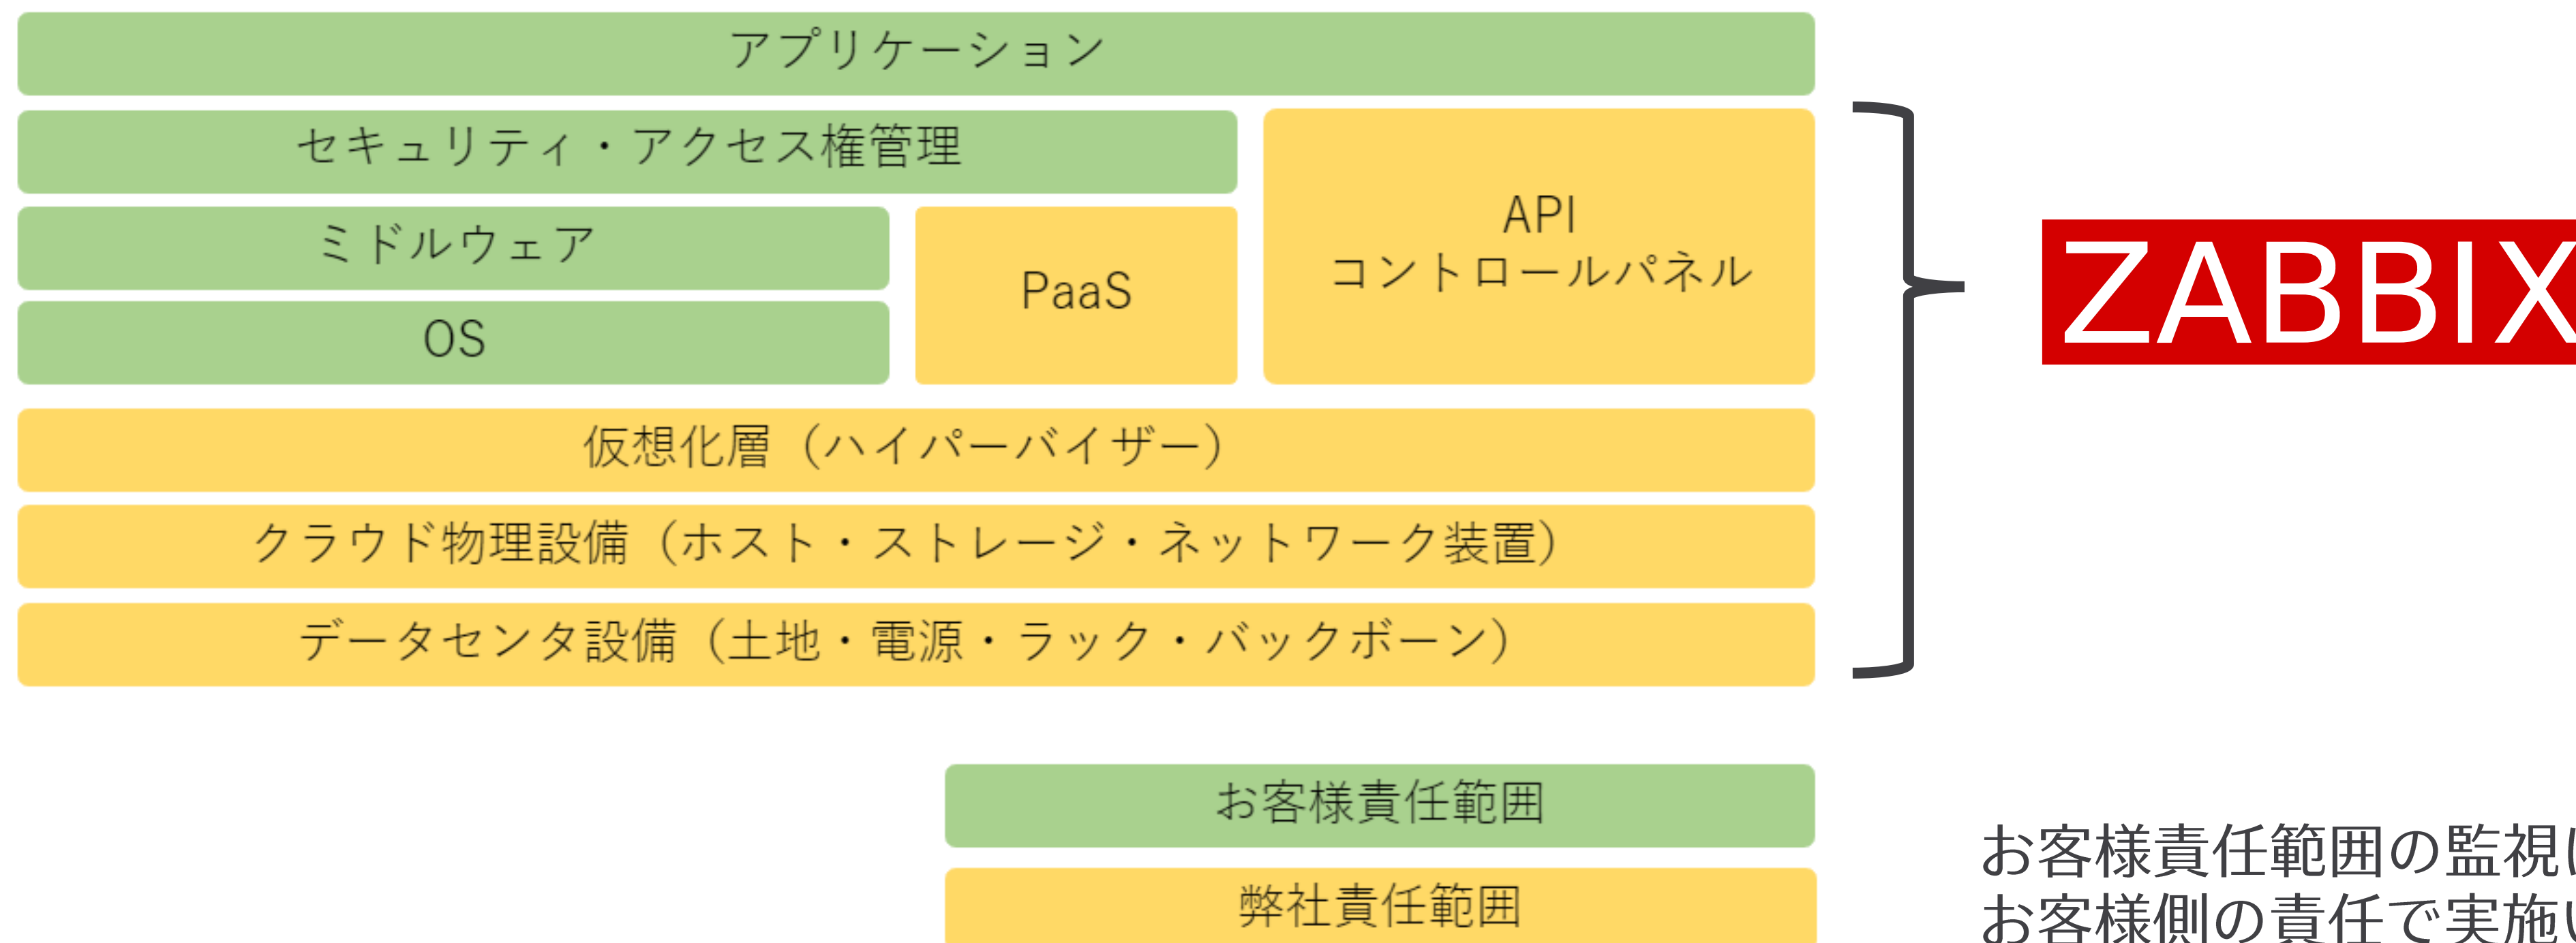 アプリケーション
セキュリティ・アクセス権管理
ミドルウェア
OS
PaaS
API
コントロールパネル
仮想化層（ハイパーバイザー）
クラウド物理設備（ホスト・ストレージ・ネットワーク装置）
データセンタ設備（土地・電源・ラック・バックボーン）
ZABBIX
お客様責任範囲
弊社責任範囲
お客様責任範囲の監視に
お客様側の責任で実施い